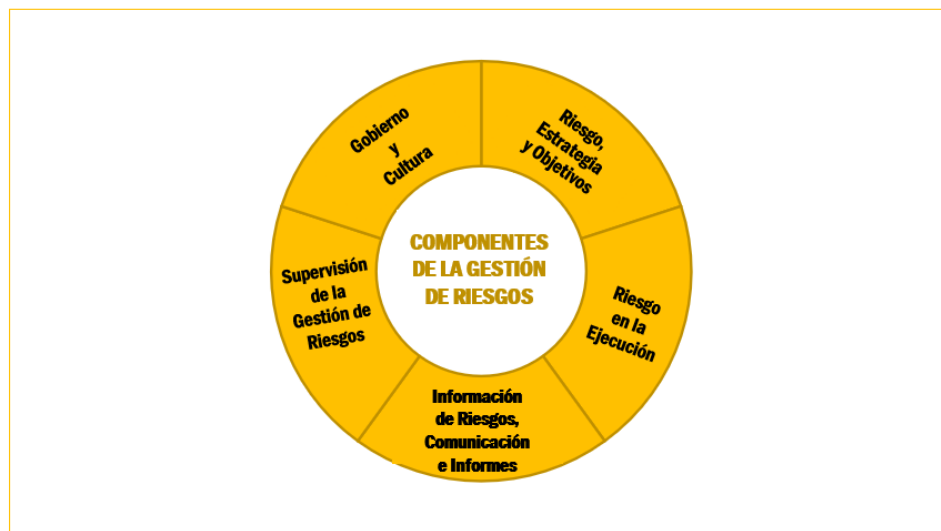 Gobierno
y
Cultura
Riesgo,
Estrategia
y Objetivos
COMPONENTES
DE LA GESTIÓN
DE RIESGOS
Supervisión
de la
Gestión de
Riesgos
Riesgo
en la
Ejecución
Información
de Riesgos,
Comunicación
e Informes